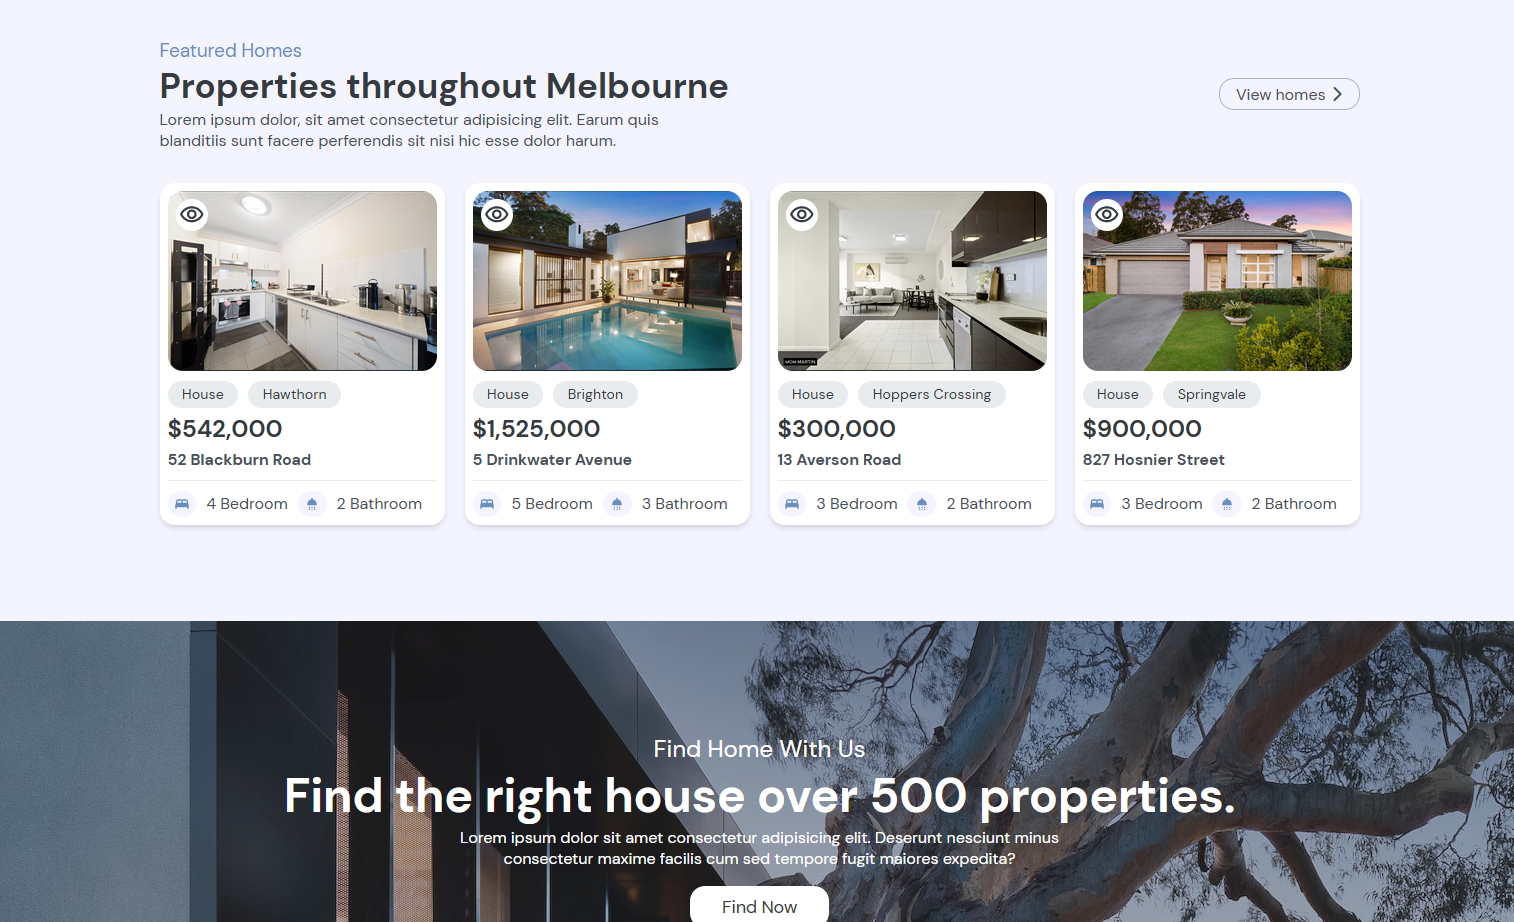 Featured Homes
Properties throughout Melbourne
Lorem ipsum dolor, sit amet consectetur adipisicing elit. Earum quis
blanditiis sunt facere perferendis sit nisi hic esse dolor harum.
View homes
House Hawthorn
$542,000
52 Blackburn Road
4 Bedroom 2 Bathroom
House Brighton
$1,525,000
5 Drinkwater Avenue
5 Bedroom 3 Bathroom
MCM MARTIN
House Hoppers Crossing
$300,000
13 Averson Road
3 Bedroom 2 Bathroom
House Springvale
$900,000
827 Hosnier Street
3 Bedroom 2 Bathroom
Find Home With Us
Find the right house over 500 properties.
Lorem ipsum dolor sit amet consectetur adipisicing elit. Deserunt nesciunt minus
consectetur maxime facilis cum sed tempore fugit maiores expedita?
Find Now